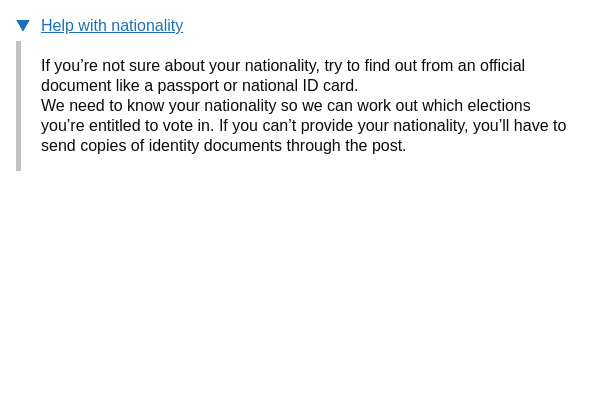 Help with nationality
If you’re not sure about your nationality, try to find out from an official
document like a passport or national ID card.
We need to know your nationality so we can work out which elections
you’re entitled to vote in. If you can’t provide your nationality, you’ll have to
send copies of identity documents through the post.